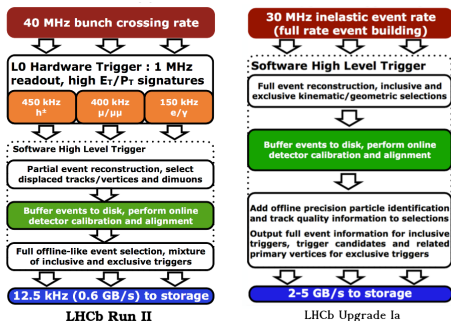 40 MHz bunch crossing rate
L0 Hardware Trigger : 1 MHz
readout, high ET/PT signatures
450 kHz
h±
400 kHz
μ/μμ
150 kHz
e/γ
Software High Level Trigger
Partial event reconstruction, select
displaced tracks/vertices and dimuons
Buffer events to disk, perform online
detector calibration and alignment
Full offline-like event selection, mixture
of inclusive and exclusive triggers
12.5 kHz (0.6 GB/s) to storage
LHCb Run II
30 MHz inelastic event rate
(full rate event building)
Software High Level Trigger
Full event reconstruction, inclusive and
exclusive kinematic/geometric selections
Buffer events to disk, perform online
detector calibration and alignment
Add offline precision particle identification
and track quality information to selections
Output full event information for inclusive
triggers, trigger candidates and related
primary vertices for exclusive triggers
2-5 GB/s to storage
LHCb Upgrade Ia